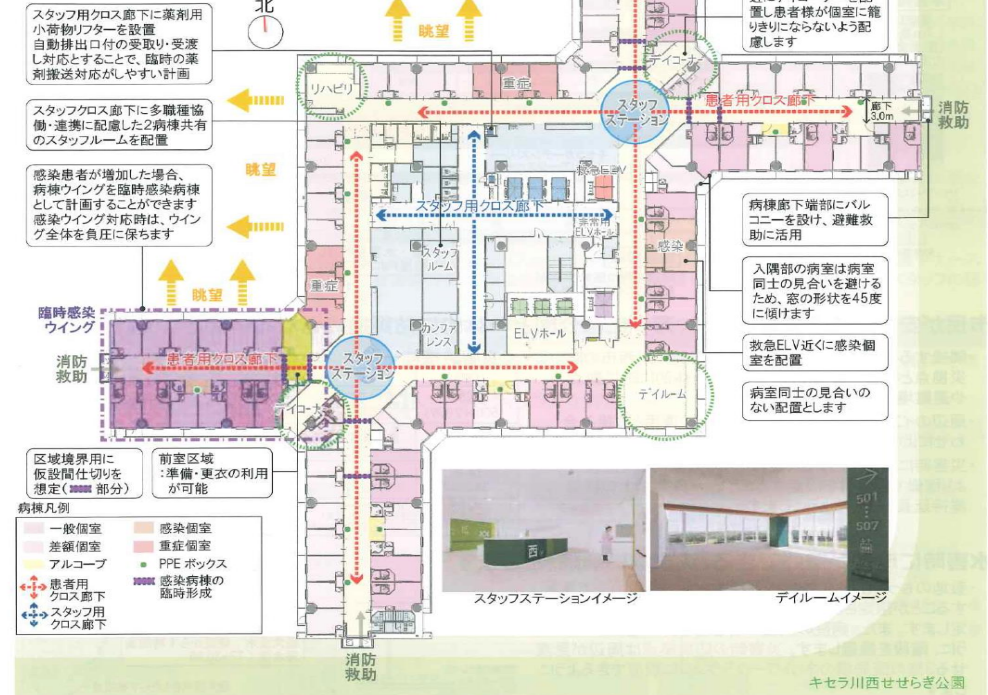 スタッフ用クロス廊下に薬剤用
小荷物リフターを設置
自動排出口付の受取り・受渡
し対応とすることで、臨時の薬
剤搬送対応がしやすい計画
北
眺望
置し患者様が個室に籠
りきりにならないよう配
慮します
スタッフクロス廊下に多職種協
働・連携に配慮した2病棟共有
のスタッフルームを配置
感染患者が増加した場合、
病棟ウイングを臨時感染病棟
として計画することができます
感染ウイング対応時は、ウイン
グ全体を負圧に保ちます
眺望
眺望
リハビリ
重症
デイコーナー
スタッフ
ステーション
患者用クロス廊下
廊下
3.0m
消防
救助
救急ELV
スタッフ用クロス廊下
非常用
ELVホール
スタッフ
ルーム
感染
重症
カンファ
レンス
ELVホール
病棟廊下端部にバル
コニーを設け、避難救
助に活用
入隅部の病室は病室
同士の見合いを避ける
ため、窓の形状を45度
に傾けます
救急ELV近くに感染個
室を配置
病室同士の見合いの
ない配置とします
臨時感染
ウイング
消防
救助
患者用クロス廊下
スタッフ
ステーション
デイコーナー
デイルーム
区域境界用に
仮設間仕切りを
想定( 部分)
前室区域
:準備・更衣の利用
が可能
病棟凡例
一般個室
感染個室
差額個室
重症個室
アルコーブ
PPE ボックス
患者用
クロス廊下
感染病棟の
臨時形成
スタッフ用
クロス廊下
西
501
507
スタッフステーションイメージ
デイルームイメージ
消防
救助
キセラ川西せせらぎ公園